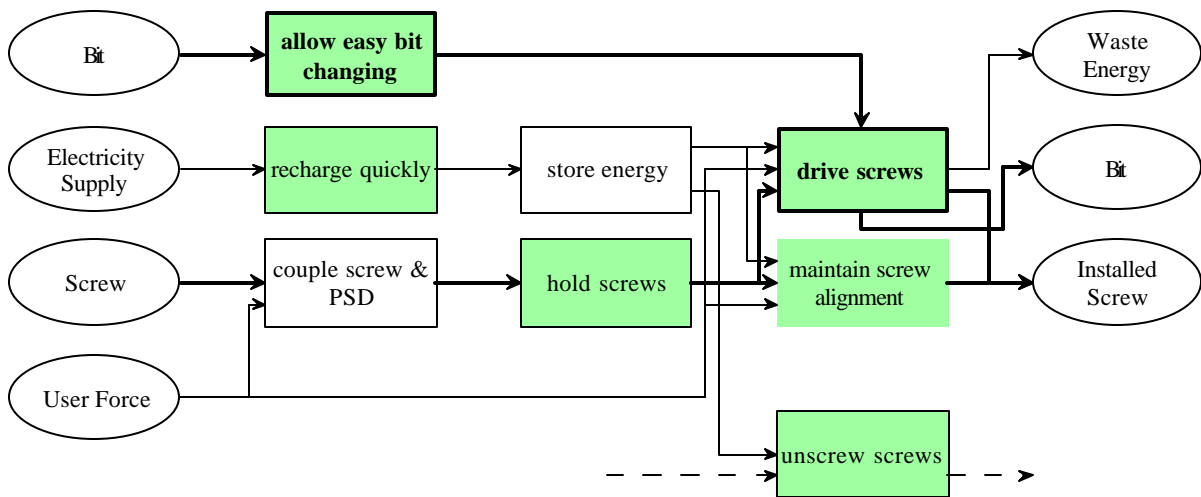 Bit
allow easy bit
changing
Waste
Energy
Electricity
Supply
recharge quickly
store energy
drive screws
Bit
Screw
couple screw &
PSD
hold screws
maintain screw
alignment
Installed
Screw
User Force
unscrew screws